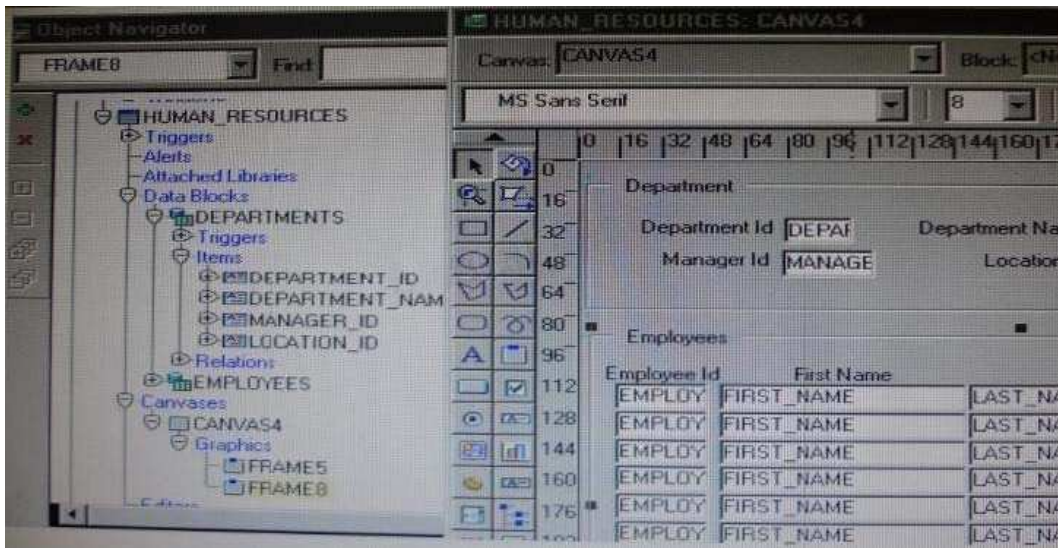 Object Navigator
FRAME8
Find:
HUMAN_RESOURCES
Triggers
Alerts
Attached Libraries
Data Blocks
DEPARTMENTS
Triggers
Items
DEPARTMENT_ID
DEPARTMENT_NAM
MANAGER_ID
LOCATION_ID
Relations
EMPLOYEES
Canvases
CANVAS4
Graphics
FRAME5
FRAME8
HUMAN_RESOURCES: CANVAS4
Canvas: CANVAS4 Block:
MS Sans Serif 8
0 16 32 48 64 80 96 112 128 144 160
0
16
32
48
64
80
96
112
128
144
160
176
Department
Department Id DEPAF Department Na
Manager Id MANAGE Location
Employees
Employee Id First Name
EMPLOY FIRST_NAME LAST_NA
EMPLOY FIRST_NAME LAST_NA
EMPLOY FIRST_NAME LAST_NA
EMPLOY FIRST_NAME LAST_NA
EMPLOY FIRST_NAME LAST_NA
EMPLOY FIRST_NAME LAST_NA